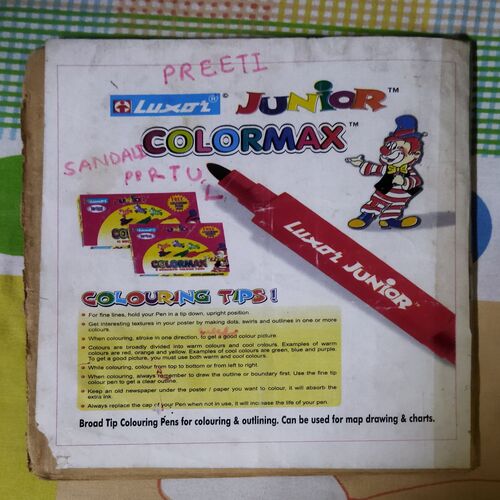 PREETI
LUXOR® © JUNIOR™
COLORMAX™
SANDALI
PORTUL
LUXOR JUNIOR™
COLORMAX
COLOURING TIPS!
For fine lines, hold your Pen in a tip down, upright position.
Get interesting textures in your poster by making dots, swirls and outlines in one or more
colours.
When colouring, stroke in one direction, to get a good colour picture.
Colours are broadly divided into warm colours and cool colours. Examples of warm
colours are red, orange and yellow. Examples of cool colours are green, blue and purple.
To get a good picture, you must use both warm and cool colours.
While colouring, colour from top to bottom or from left to right.
When colouring, always remember to draw the outline or boundary first. Use the fine tip
colour pen to get a clear outline.
Keep an old newspaper under the poster / paper you want to colour, it will absorb the
extra ink.
Always replace the cap of your Pen when not in use, it will increase the life of your pen.
Broad Tip Colouring Pens for colouring & outlining. Can be used for map drawing & charts.